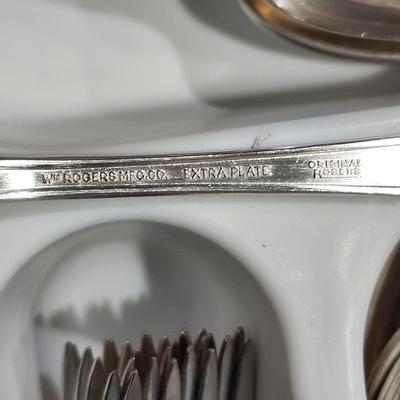 Wᴹ ROGERS MFG.CO. EXTRA PLATE ORIGINAL
ROGERS